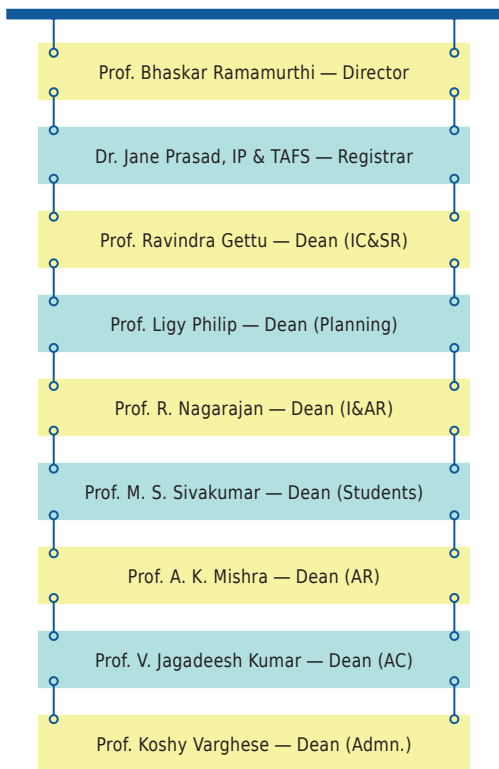 Prof. Bhaskar Ramamurthi — Director
Dr. Jane Prasad, IP & TAFS — Registrar
Prof. Ravindra Gettu — Dean (IC&SR)
Prof. Ligy Philip — Dean (Planning)
Prof. R. Nagarajan — Dean (I&AR)
Prof. M. S. Sivakumar — Dean (Students)
Prof. A. K. Mishra — Dean (AR)
Prof. V. Jagadeesh Kumar — Dean (AC)
Prof. Koshy Varghese — Dean (Admn.)